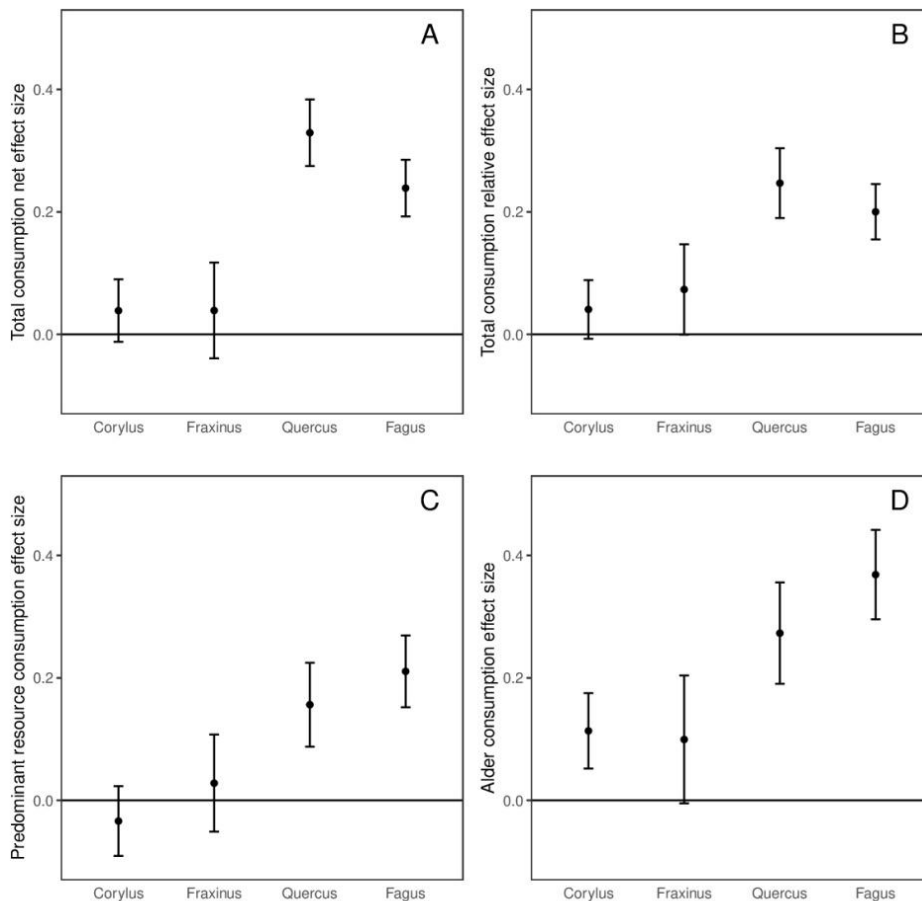 A
Total consumption net effect size
0.4
0.2
0.0
Corylus Fraxinus Quercus Fagus
B
Total consumption relative effect size
0.4
0.2
0.0
Corylus Fraxinus Quercus Fagus
C
Predominant resource consumption effect size
0.4
0.2
0.0
Corylus Fraxinus Quercus Fagus
D
Alder consumption effect size
0.4
0.2
0.0
Corylus Fraxinus Quercus Fagus